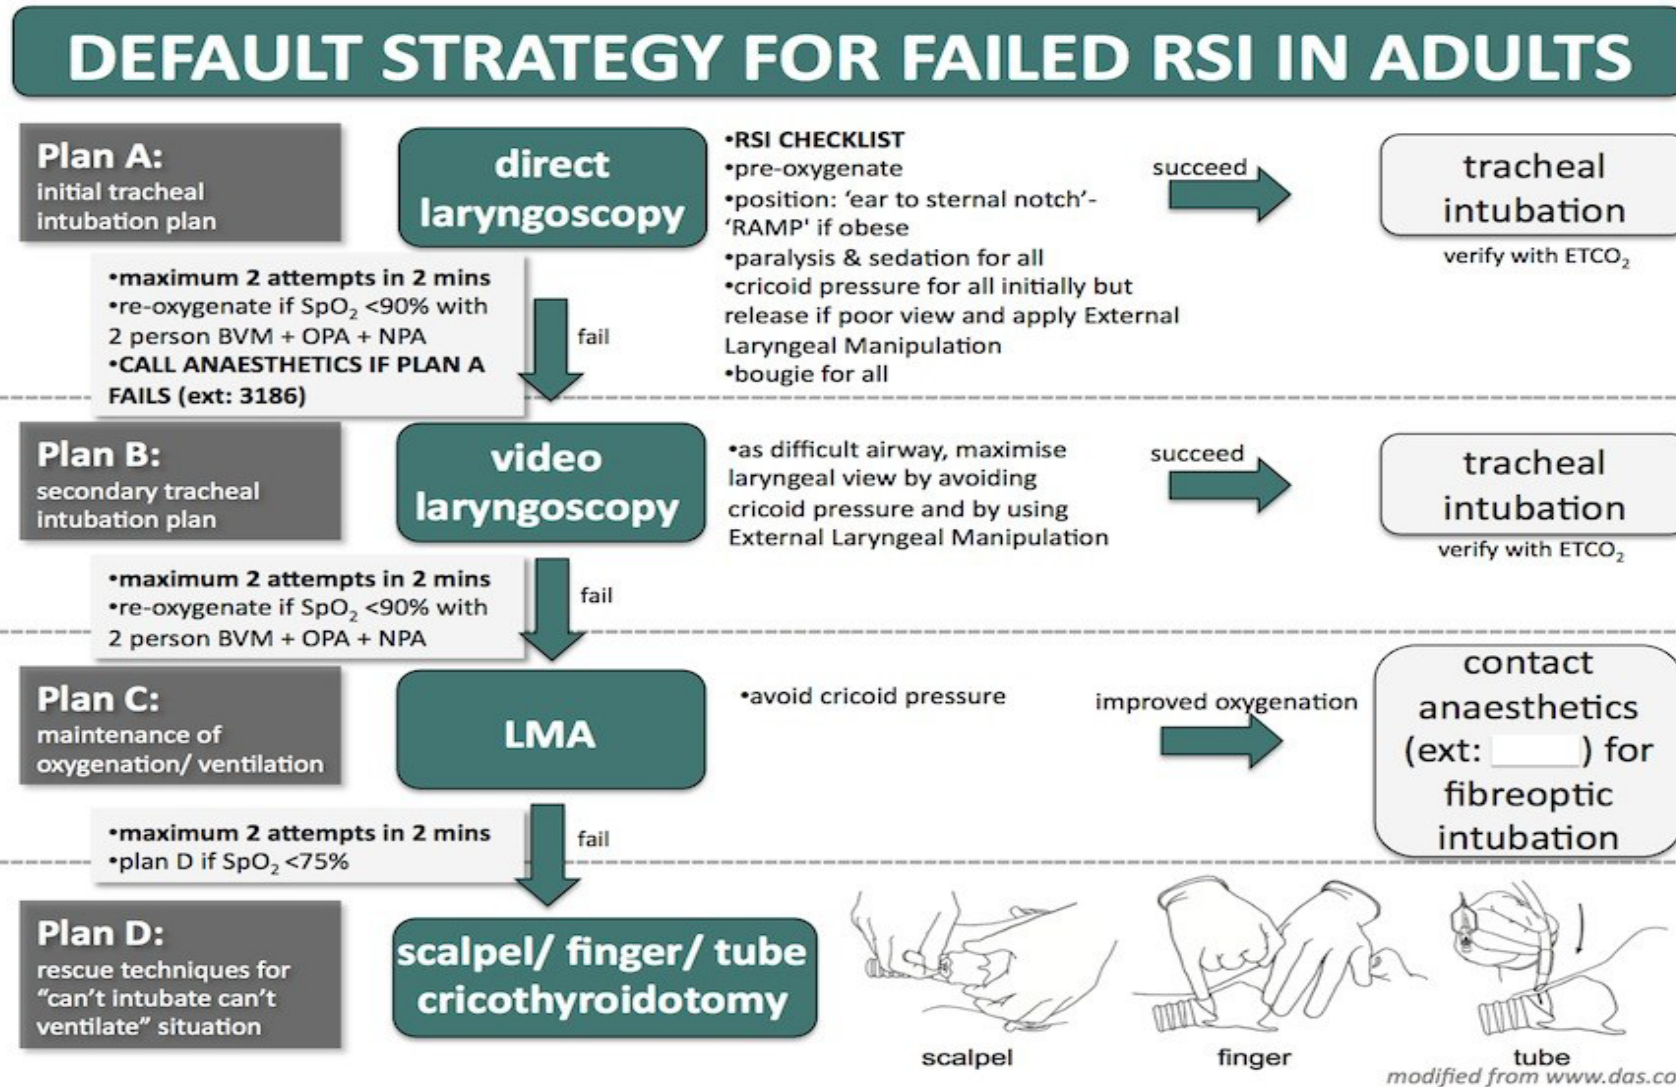 DEFAULT STRATEGY FOR FAILED RSI IN ADULTS
Plan A:
initial tracheal
intubation plan
direct
laryngoscopy
•RSI CHECKLIST
•pre-oxygenate
•position: ‘ear to sternal notch’-
‘RAMP' if obese
•paralysis & sedation for all
•cricoid pressure for all initially but
release if poor view and apply External
Laryngeal Manipulation
•bougie for all
succeed
tracheal
intubation
verify with ETCO₂
•maximum 2 attempts in 2 mins
•re-oxygenate if SpO₂ <90% with
2 person BVM + OPA + NPA
•CALL ANAESTHETICS IF PLAN A
FAILS (ext: 3186)
fail
Plan B:
secondary tracheal
intubation plan
video
laryngoscopy
•as difficult airway, maximise
laryngeal view by avoiding
cricoid pressure and by using
External Laryngeal Manipulation
succeed
tracheal
intubation
verify with ETCO₂
•maximum 2 attempts in 2 mins
•re-oxygenate if SpO₂ <90% with
2 person BVM + OPA + NPA
fail
Plan C:
maintenance of
oxygenation/ ventilation
LMA
•avoid cricoid pressure
improved oxygenation
contact
anaesthetics
(ext: ) for
fibreoptic
intubation
•maximum 2 attempts in 2 mins
•plan D if SpO₂ <75%
fail
Plan D:
rescue techniques for
“can’t intubate can’t
ventilate” situation
scalpel/ finger/ tube
cricothyroidotomy
scalpel
finger
tube
modified from www.das.co